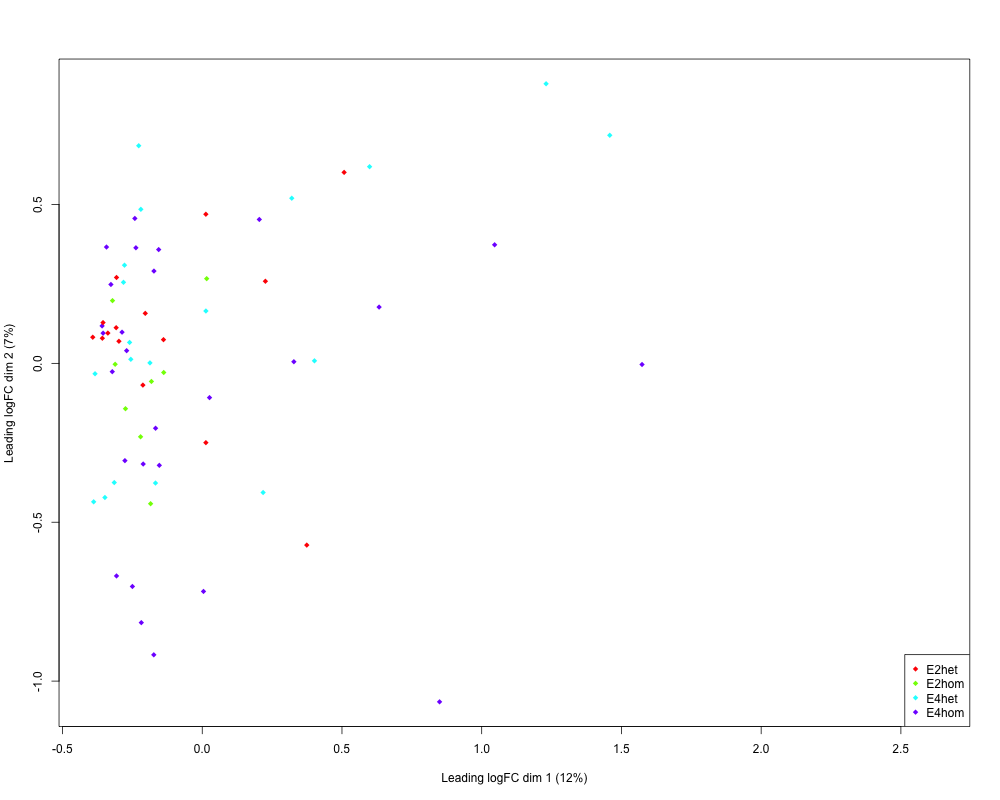 Leading logFC dim 2 (7%)
0.5
0.0
-0.5
-1.0
E2het
E2hom
E4het
E4hom
-0.5 0.0 0.5 1.0 1.5 2.0 2.5
Leading logFC dim 1 (12%)